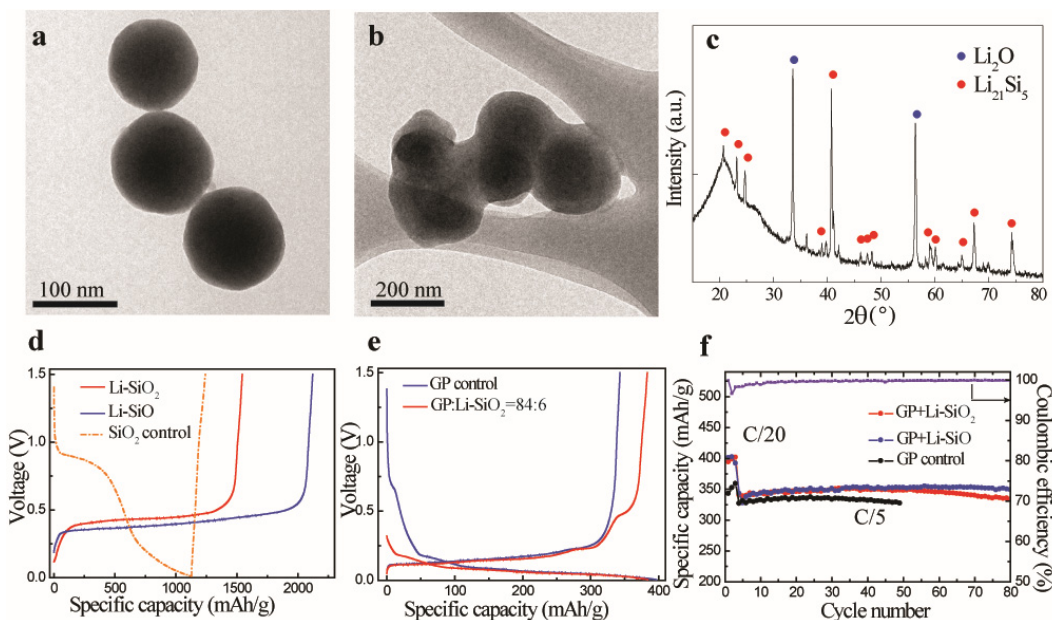 a
100 nm
b
200 nm
c
Li₂O
Li₂₁Si₅
Intensity (a.u.)
20 30 40 50 60 70 80
2θ(°)
d
Li-SiO₂
Li-SiO
SiO₂ control
Voltage (V)
1.5
1.0
0.5
0.0
0 500 1000 1500 2000
Specific capacity (mAh/g)
e
GP control
GP:Li-SiO₂=84:6
Voltage (V)
1.5
1.0
0.5
0.0
0 100 200 300 400
Specific capacity (mAh/g)
f
C/20
GP+Li-SiO₂
GP+Li-SiO
GP control
C/5
Specific capacity (mAh/g)
500
450
400
350
300
250
200
Coulombic efficiency (%)
100
90
80
70
60
50
0 10 20 30 40 50 60 70 80
Cycle number